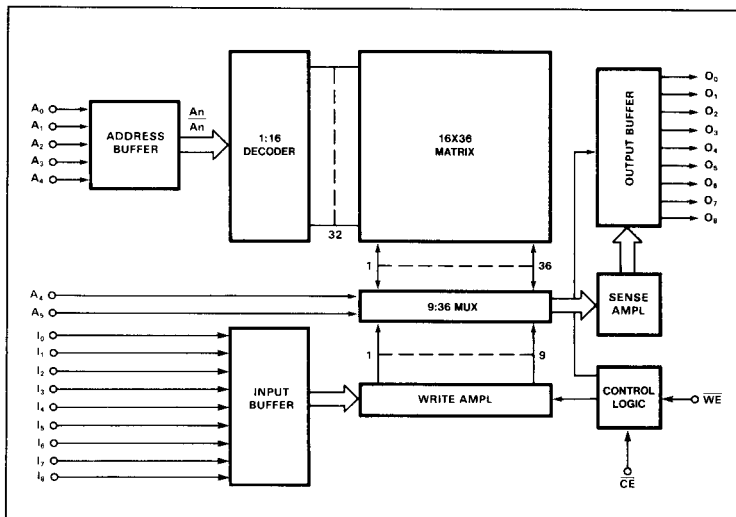 A0
A1
A2
A3
A4
ADDRESS
BUFFER
An
An
1:16
DECODER
32
16X36
MATRIX
OUTPUT BUFFER
O0
O1
O2
O3
O4
O5
O6
O7
O8
1
36
A4
A5
9:36 MUX
SENSE
AMPL
I0
I1
I2
I3
I4
I5
I6
I7
I8
INPUT
BUFFER
1
9
WRITE AMPL
CONTROL
LOGIC
WE
CE